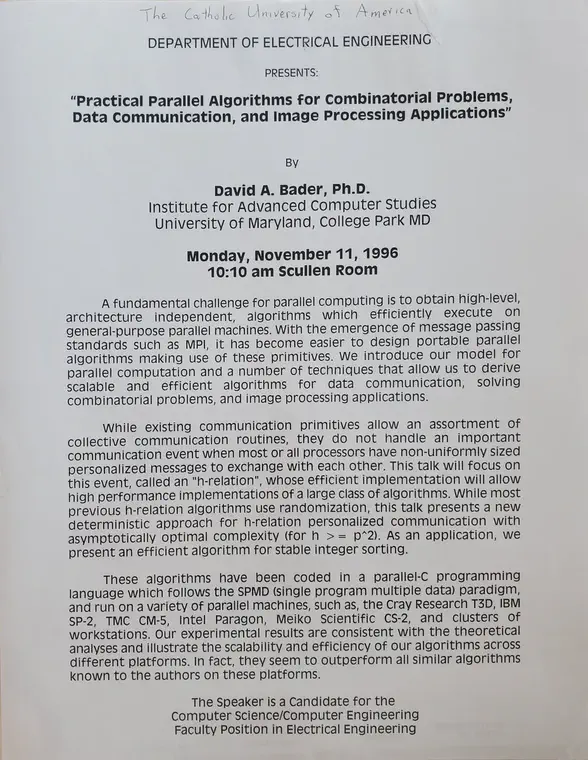 The Catholic University of America
DEPARTMENT OF ELECTRICAL ENGINEERING
PRESENTS:
"Practical Parallel Algorithms for Combinatorial Problems,
Data Communication, and Image Processing Applications"
By
David A. Bader, Ph.D.
Institute for Advanced Computer Studies
University of Maryland, College Park MD
Monday, November 11, 1996
10:10 am Scullen Room
A fundamental challenge for parallel computing is to obtain high-level,
architecture independent, algorithms which efficiently execute on
general-purpose parallel machines. With the emergence of message passing
standards such as MPI, it has become easier to design portable parallel
algorithms making use of these primitives. We introduce our model for
parallel computation and a number of techniques that allow us to derive
scalable and efficient algorithms for data communication, solving
combinatorial problems, and image processing applications.
While existing communication primitives allow an assortment of
collective communication routines, they do not handle an important
communication event when most or all processors have non-uniformly sized
personalized messages to exchange with each other. This talk will focus on
this event, called an "h-relation", whose efficient implementation will allow
high performance implementations of a large class of algorithms. While most
previous h-relation algorithms use randomization, this talk presents a new
deterministic approach for h-relation personalized communication with
asymptotically optimal complexity (for h >= p^2). As an application, we
present an efficient algorithm for stable integer sorting.
These algorithms have been coded in a parallel-C programming
language which follows the SPMD (single program multiple data) paradigm,
and run on a variety of parallel machines, such as, the Cray Research T3D, IBM
SP-2, TMC CM-5, Intel Paragon, Meiko Scientific CS-2, and clusters of
workstations. Our experimental results are consistent with the theoretical
analyses and illustrate the scalability and efficiency of our algorithms across
different platforms. In fact, they seem to outperform all similar algorithms
known to the authors on these platforms.
The Speaker is a Candidate for the
Computer Science/Computer Engineering
Faculty Position in Electrical Engineering